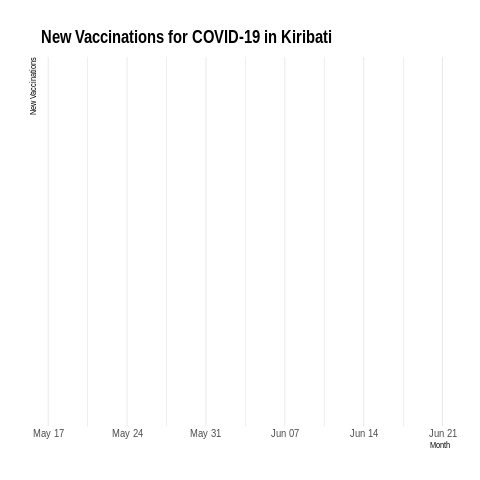 New Vaccinations for COVID-19 in Kiribati
New Vaccinations
May 17 May 24 May 31 Jun 07 Jun 14 Jun 21
Month